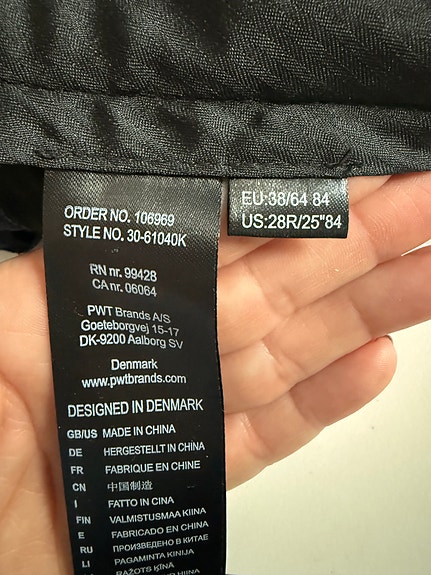 ORDER NO. 106969
STYLE NO. 30-61040K
RN nr. 99428
CA nr. 06064
PWT Brands A/S
Goeteborgvej 15-17
DK-9200 Aalborg SV
Denmark
www.pwtbrands.com
DESIGNED IN DENMARK
GB/US MADE IN CHINA
DE HERGESTELLT IN CHINA
FR FABRIQUE EN CHINE
CN 中国制造
I FATTO IN CINA
FIN VALMISTUSMAA KIINA
E FABRICADO EN CHINA
RU ПРОИЗВЕДЕНО В КИТАЕ
LI PAGAMINTA KINIJA
RAŽOTS ĶĪNA
EU:38/64 84
US:28R/25"84